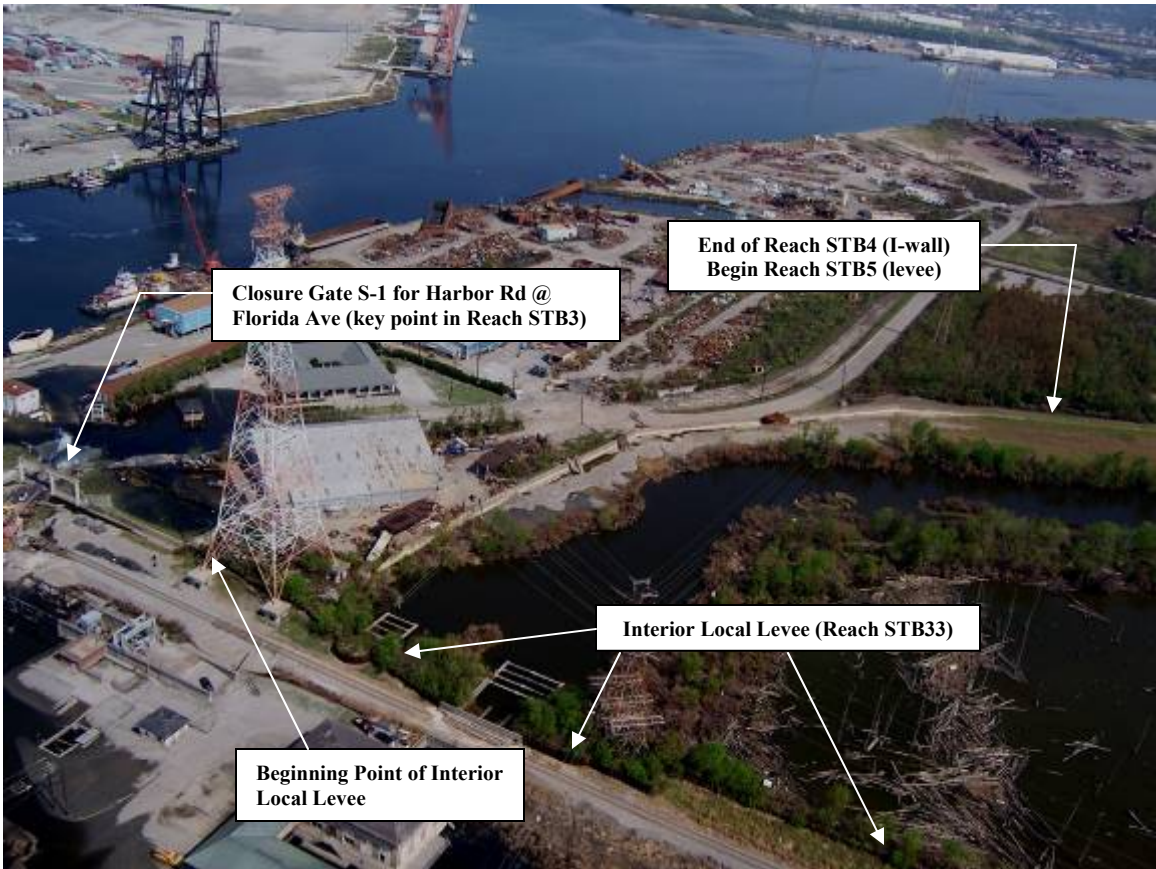 End of Reach STB4 (I-wall)
Begin Reach STB5 (levee)
Closure Gate S-1 for Harbor Rd @
Florida Ave (key point in Reach STB3)
Interior Local Levee (Reach STB33)
Beginning Point of Interior
Local Levee